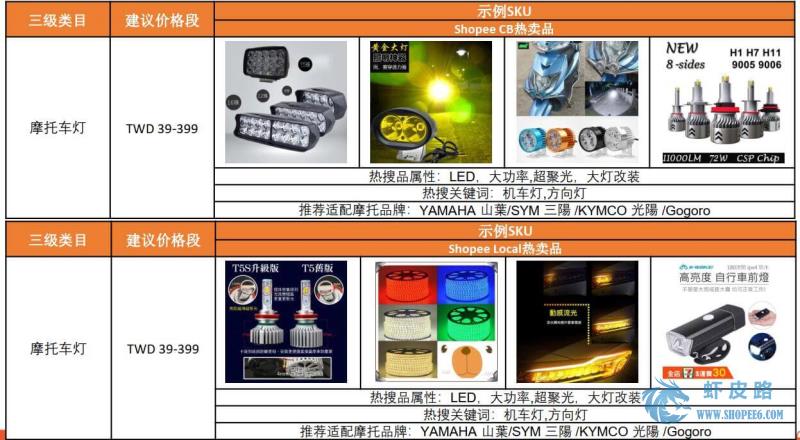 三级类目
建议价格段
示例SKU
Shopee CB热卖品
摩托车灯
TWD 39-399
黄金大灯
NEW
8-sides
H1 H7 H11
9005 9006
11000LM 72W CSP Chip
热搜品属性：LED，大功率,超聚光，大灯改装
热搜关键词：机车灯,方向灯
推荐适配摩托品牌：YAMAHA 山葉/SYM 三陽 /KYMCO 光陽 /Gogoro
三级类目
建议价格段
示例SKU
Shopee Local热卖品
摩托车灯
TWD 39-399
T5S升級版
T5舊版
動感流光
高亮度 自行車前燈
全店
30
热搜品属性：LED，大功率,超聚光，大灯改装
热搜关键词：机车灯,方向灯
推荐适配摩托品牌：YAMAHA 山葉/SYM 三陽 /KYMCO 光陽 /Gogoro
虾皮路
WWW.SHOPEE6.COM